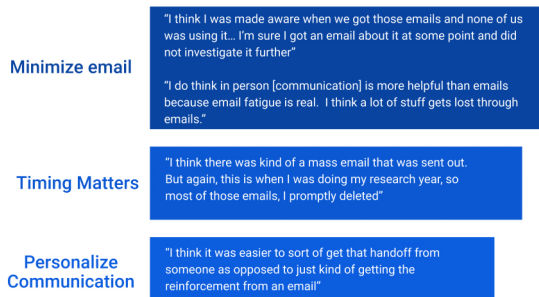 Minimize email
“I think I was made aware when we got those emails and none of us
was using it... I’m sure I got an email about it at some point and did
not investigate it further”
“I do think in person [communication] is more helpful than emails
because email fatigue is real.  I think a lot of stuff gets lost through
emails.”
Timing Matters
“I think there was kind of a mass email that was sent out.
But again, this is when I was doing my research year, so
most of those emails, I promptly deleted”
Personalize
Communication
“I think it was easier to sort of get that handoff from
someone as opposed to just kind of getting the
reinforcement from an email”